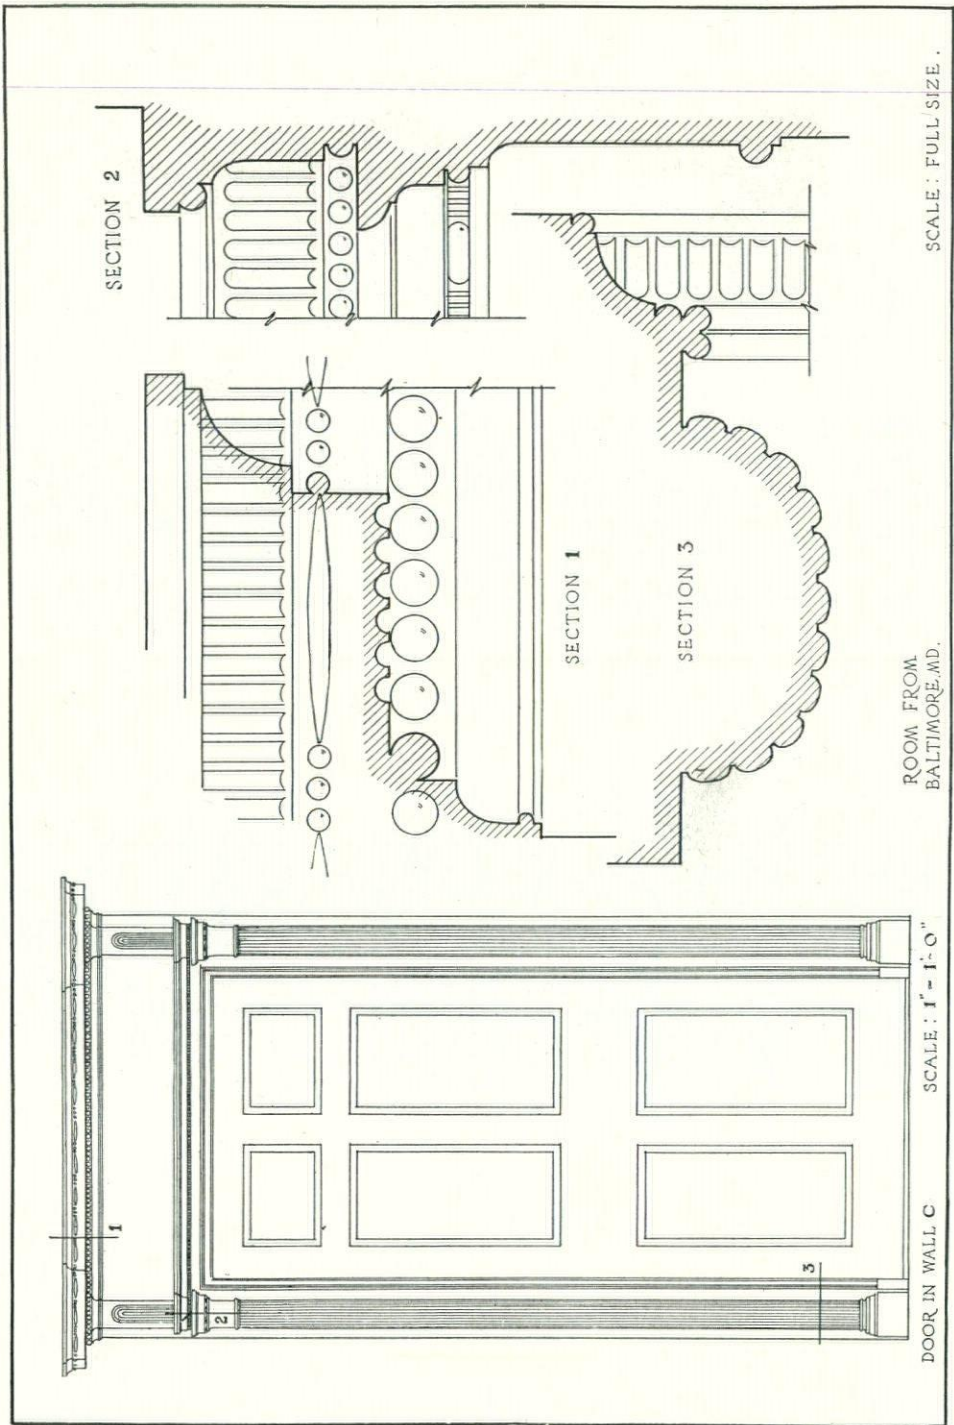 SECTION 2
SECTION 1
SECTION 3
1
2
3
DOOR IN WALL C
SCALE : 1" - 1'- 0"
ROOM FROM
BALTIMORE, MD.
SCALE : FULL SIZE .